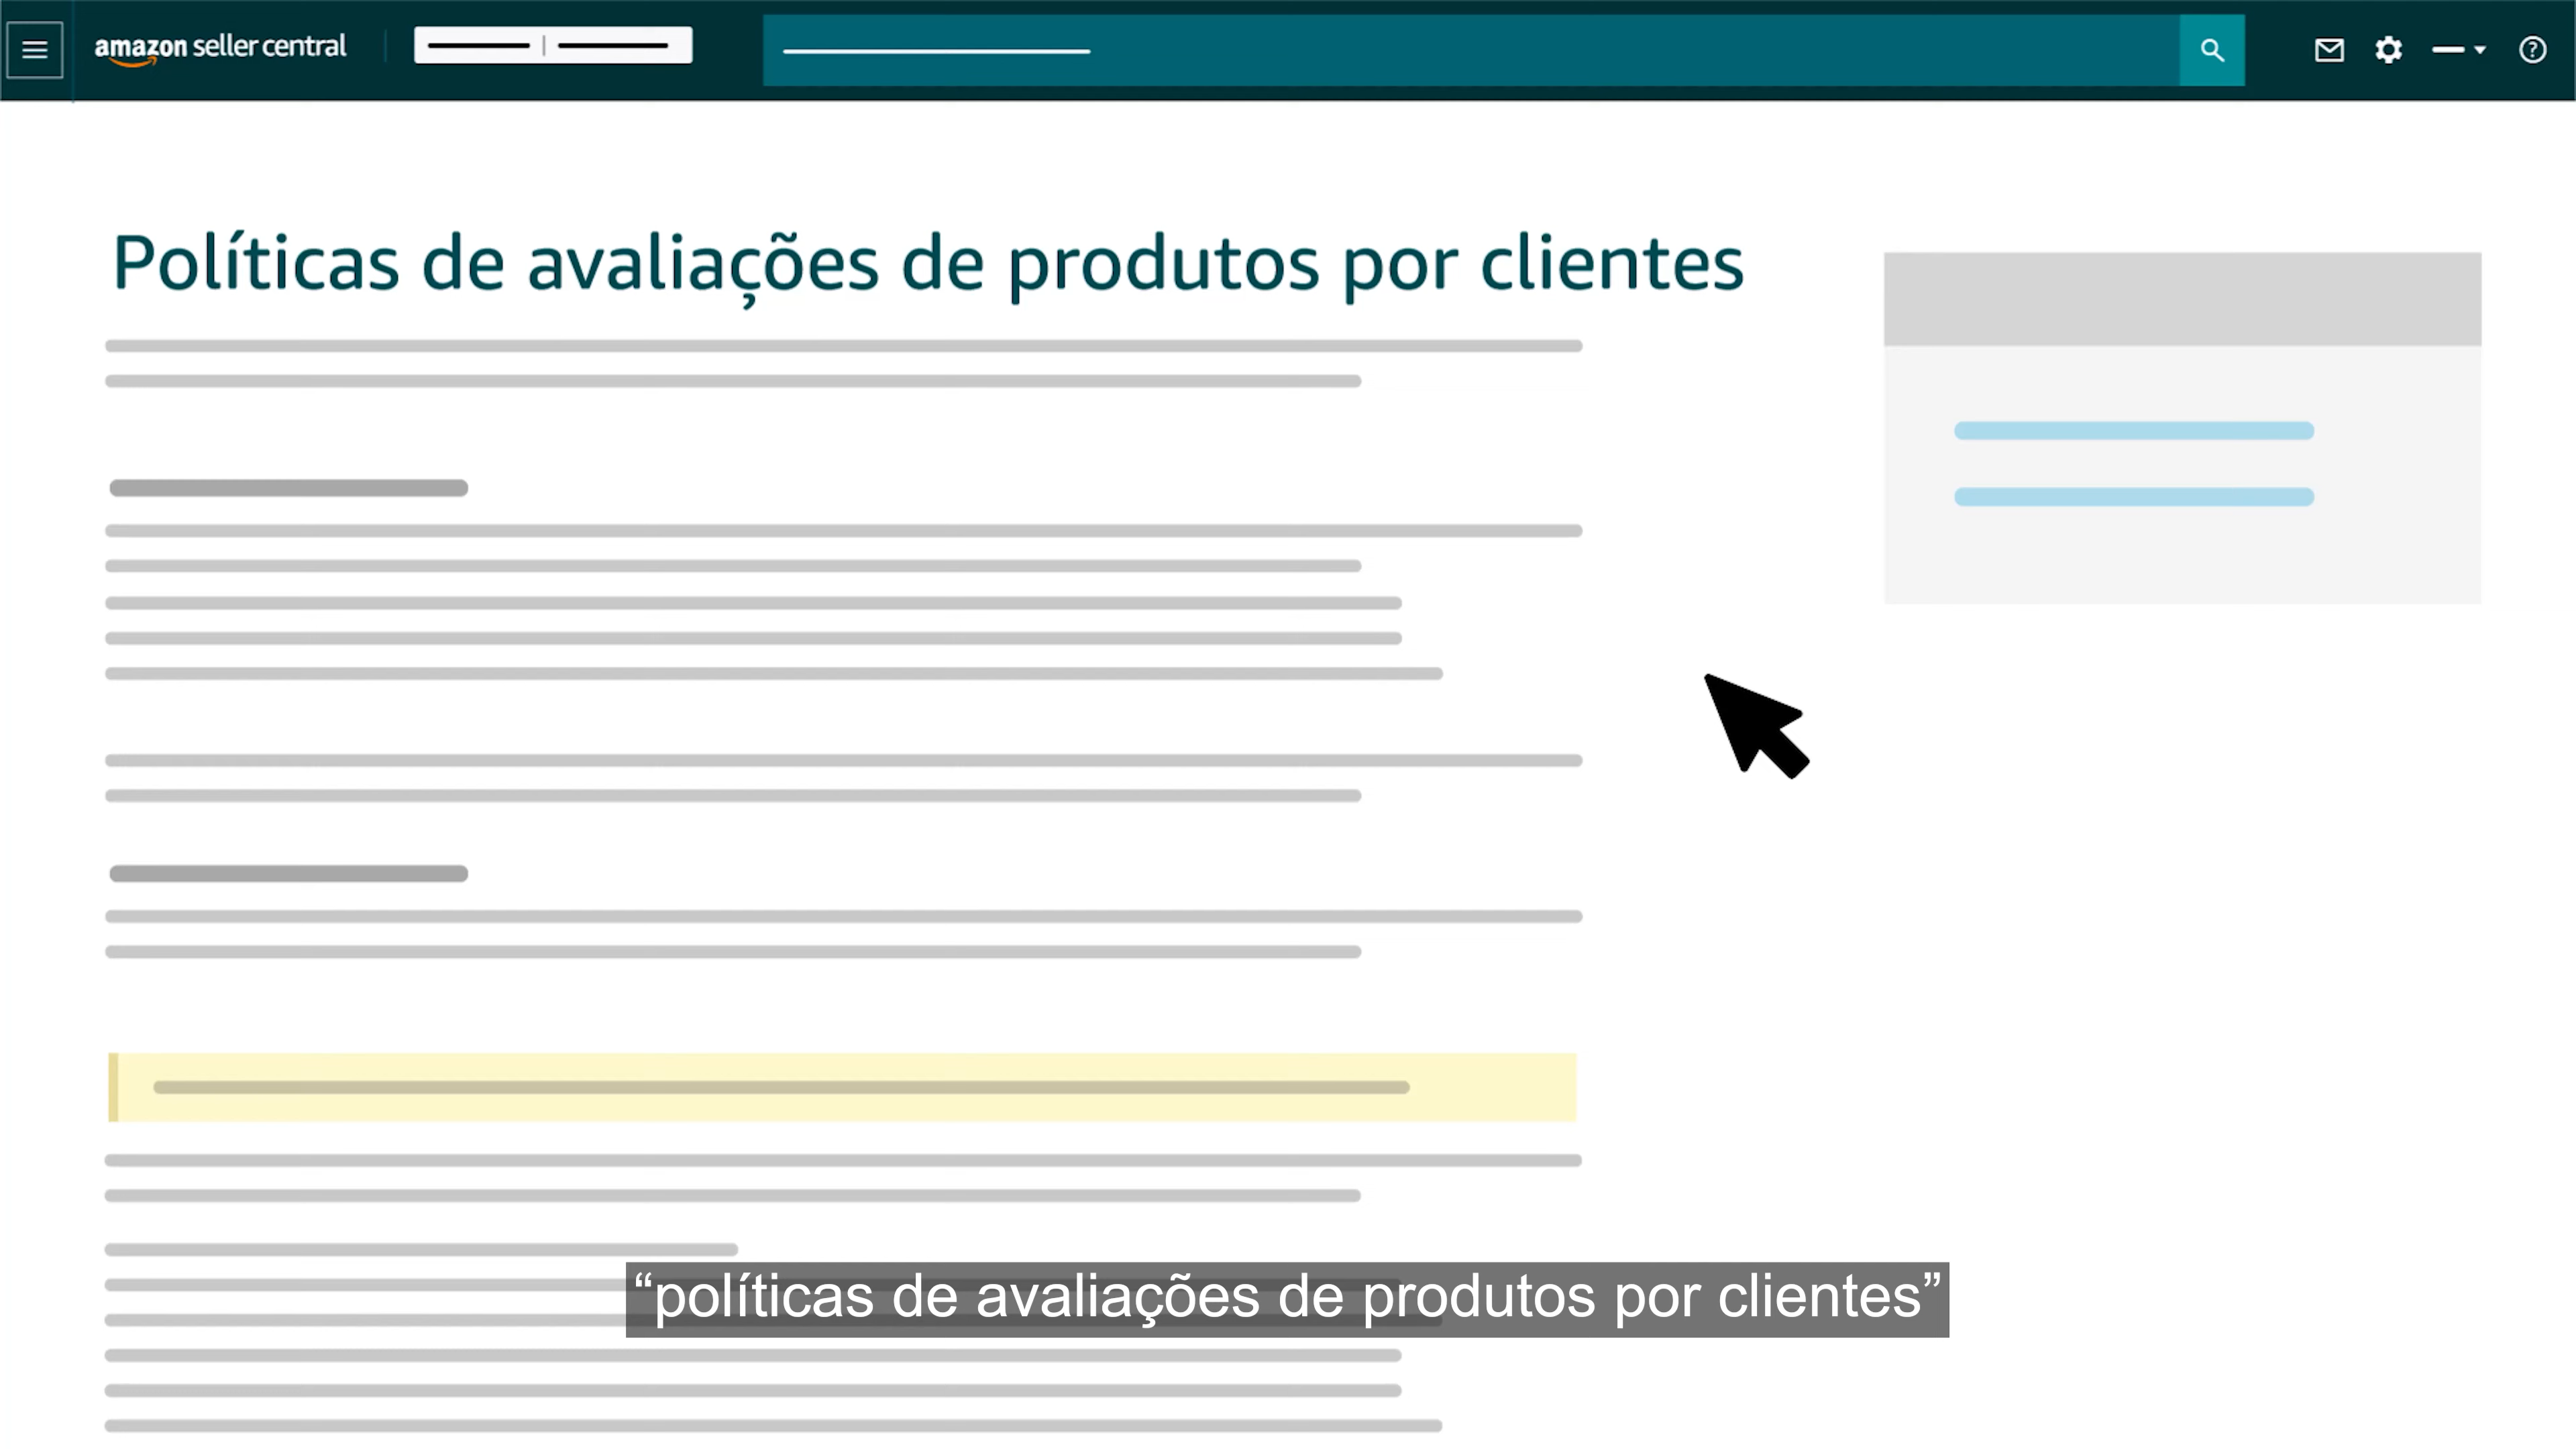 amazon seller central
Políticas de avaliações de produtos por clientes
“políticas de avaliações de produtos por clientes”